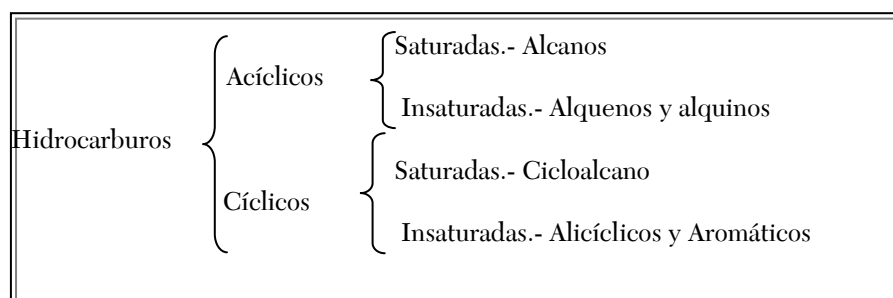 Saturadas.- Alcanos
Acíclicos
Insaturadas.- Alquenos y alquinos
Hidrocarburos
Saturadas.- Cicloalcano
Cíclicos
Insaturadas.- Alicíclicos y Aromáticos